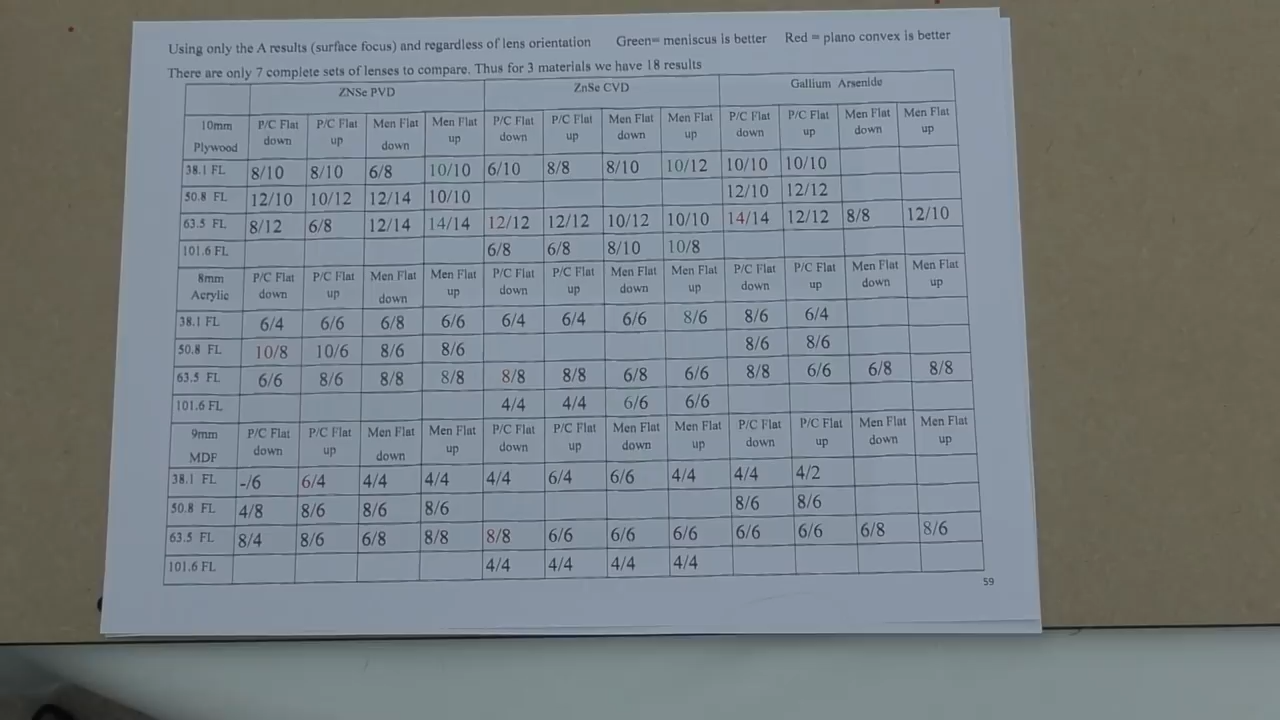 Using only the A results (surface focus) and regardless of lens orientation Green= meniscus is better Red = plano convex is better
There are only 7 complete sets of lenses to compare. Thus for 3 materials we have 18 results
ZNSe PVD ZnSe CVD Gallium Arsenide
10mm Plywood P/C Flat down P/C Flat up Men Flat down Men Flat up P/C Flat down P/C Flat up Men Flat down Men Flat up P/C Flat down P/C Flat up Men Flat down Men Flat up
38.1 FL 8/10 8/10 6/8 10/10 6/10 8/8 8/10 10/12 10/10 10/10
50.8 FL 12/10 10/12 12/14 10/10 12/10 12/12
63.5 FL 8/12 6/8 12/14 14/14 12/12 12/12 10/12 10/10 14/14 12/12 8/8 12/10
101.6 FL 6/8 6/8 8/10 10/8
8mm Acrylic P/C Flat down P/C Flat up Men Flat down Men Flat up P/C Flat down P/C Flat up Men Flat down Men Flat up P/C Flat down P/C Flat up Men Flat down Men Flat up
38.1 FL 6/4 6/6 6/8 6/6 6/4 6/4 6/6 8/6 8/6 6/4
50.8 FL 10/8 10/6 8/6 8/6 8/6 8/6
63.5 FL 6/6 8/6 8/8 8/8 8/8 8/8 6/8 6/6 8/8 6/6 6/8 8/8
101.6 FL 4/4 4/4 6/6 6/6
9mm MDF P/C Flat down P/C Flat up Men Flat down Men Flat up P/C Flat down P/C Flat up Men Flat down Men Flat up P/C Flat down P/C Flat up Men Flat down Men Flat up
38.1 FL -/6 6/4 4/4 4/4 4/4 6/4 6/6 4/4 4/4 4/2
50.8 FL 4/8 8/6 8/6 8/6 8/6 8/6
63.5 FL 8/4 8/6 6/8 8/8 8/8 6/6 6/6 6/6 6/6 6/6 6/8 8/6
101.6 FL 4/4 4/4 4/4 4/4
59